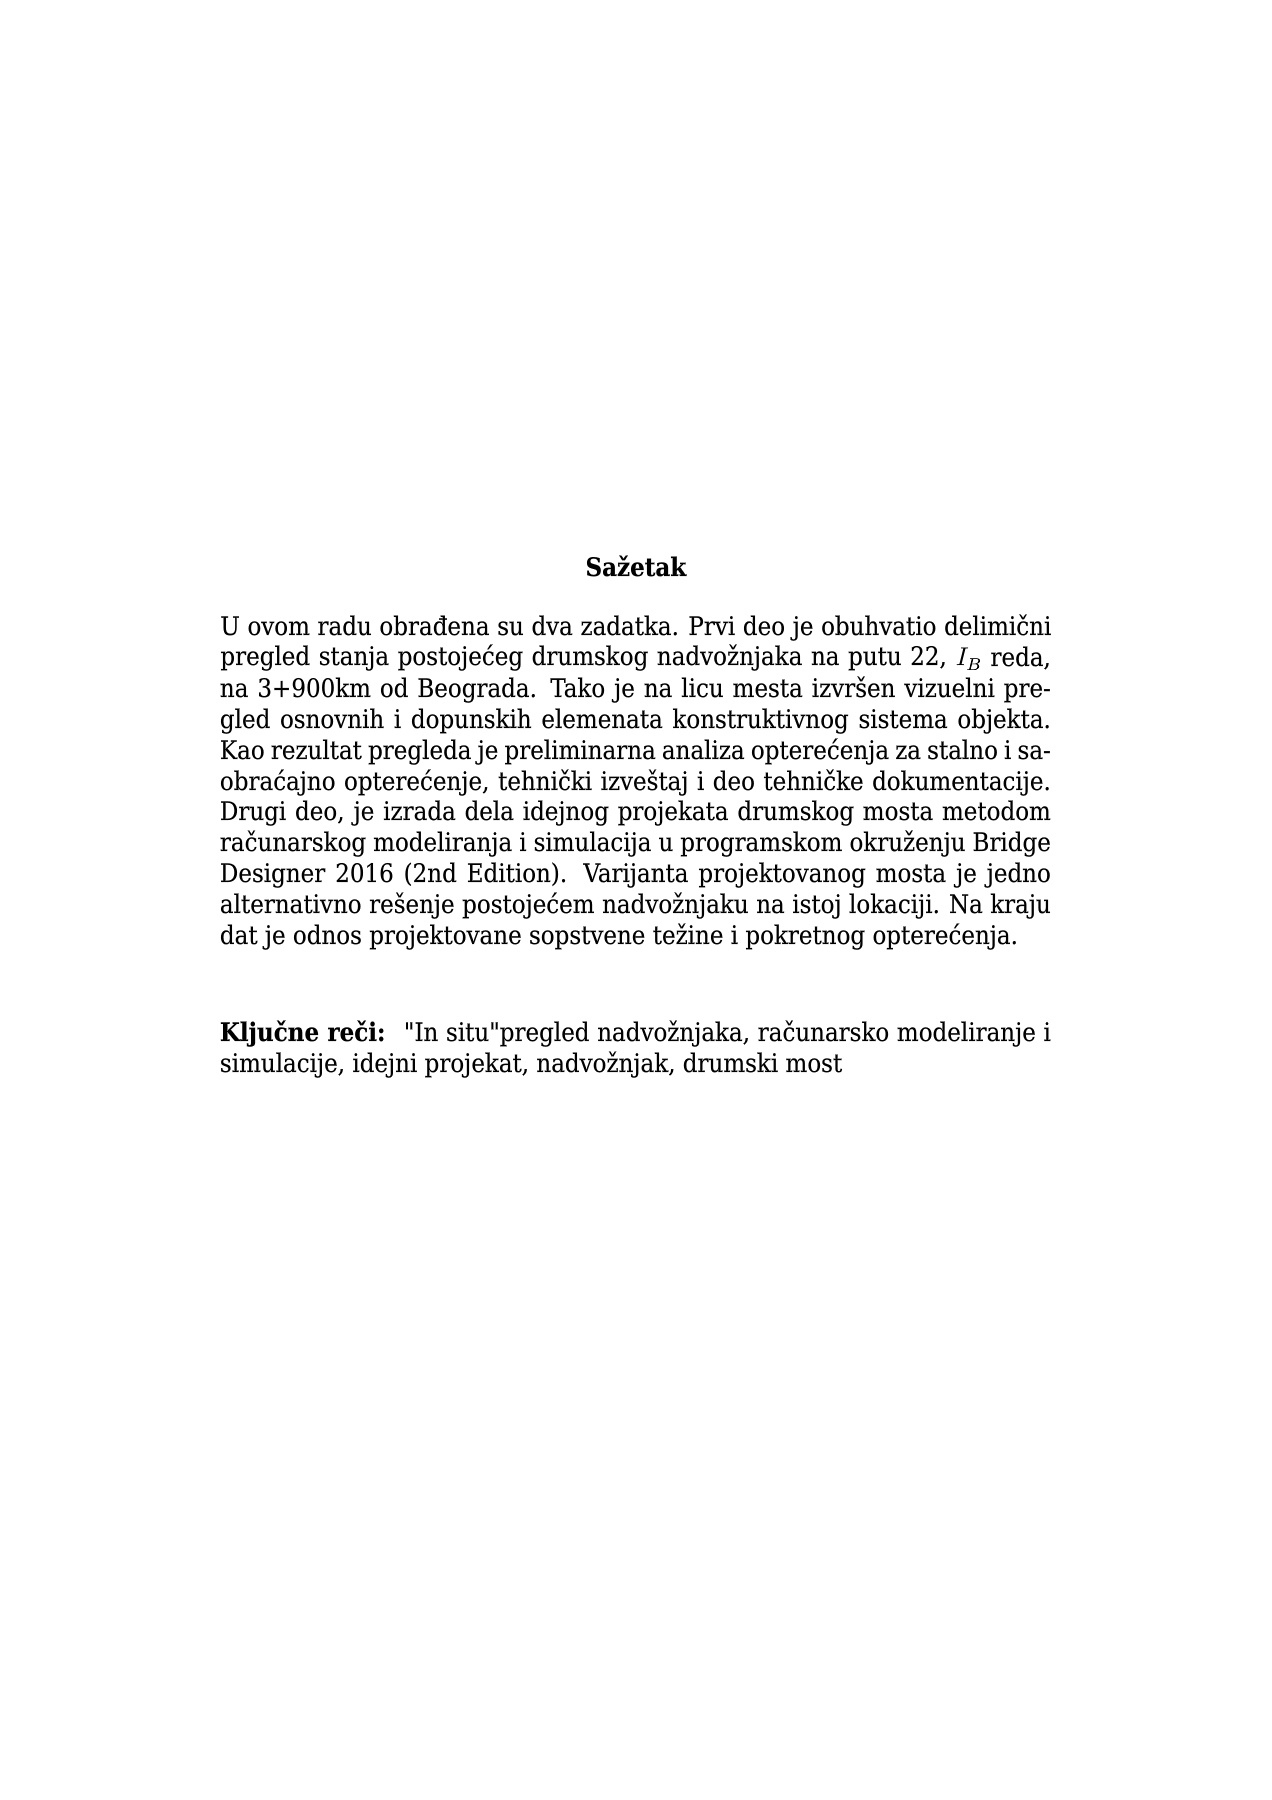 Sažetak
U ovom radu obrađena su dva zadatka. Prvi deo je obuhvatio delimični
pregled stanja postojećeg drumskog nadvožnjaka na putu 22, I_B reda,
na 3+900km od Beograda. Tako je na licu mesta izvršen vizuelni pre-
gled osnovnih i dopunskih elemenata konstruktivnog sistema objekta.
Kao rezultat pregleda je preliminarna analiza opterećenja za stalno i sa-
obraćajno opterećenje, tehnički izveštaj i deo tehničke dokumentacije.
Drugi deo, je izrada dela idejnog projekata drumskog mosta metodom
računarskog modeliranja i simulacija u programskom okruženju Bridge
Designer 2016 (2nd Edition). Varijanta projektovanog mosta je jedno
alternativno rešenje postojećem nadvožnjaku na istoj lokaciji. Na kraju
dat je odnos projektovane sopstvene težine i pokretnog opterećenja.
Ključne reči: "In situ"pregled nadvožnjaka, računarsko modeliranje i
simulacije, idejni projekat, nadvožnjak, drumski most